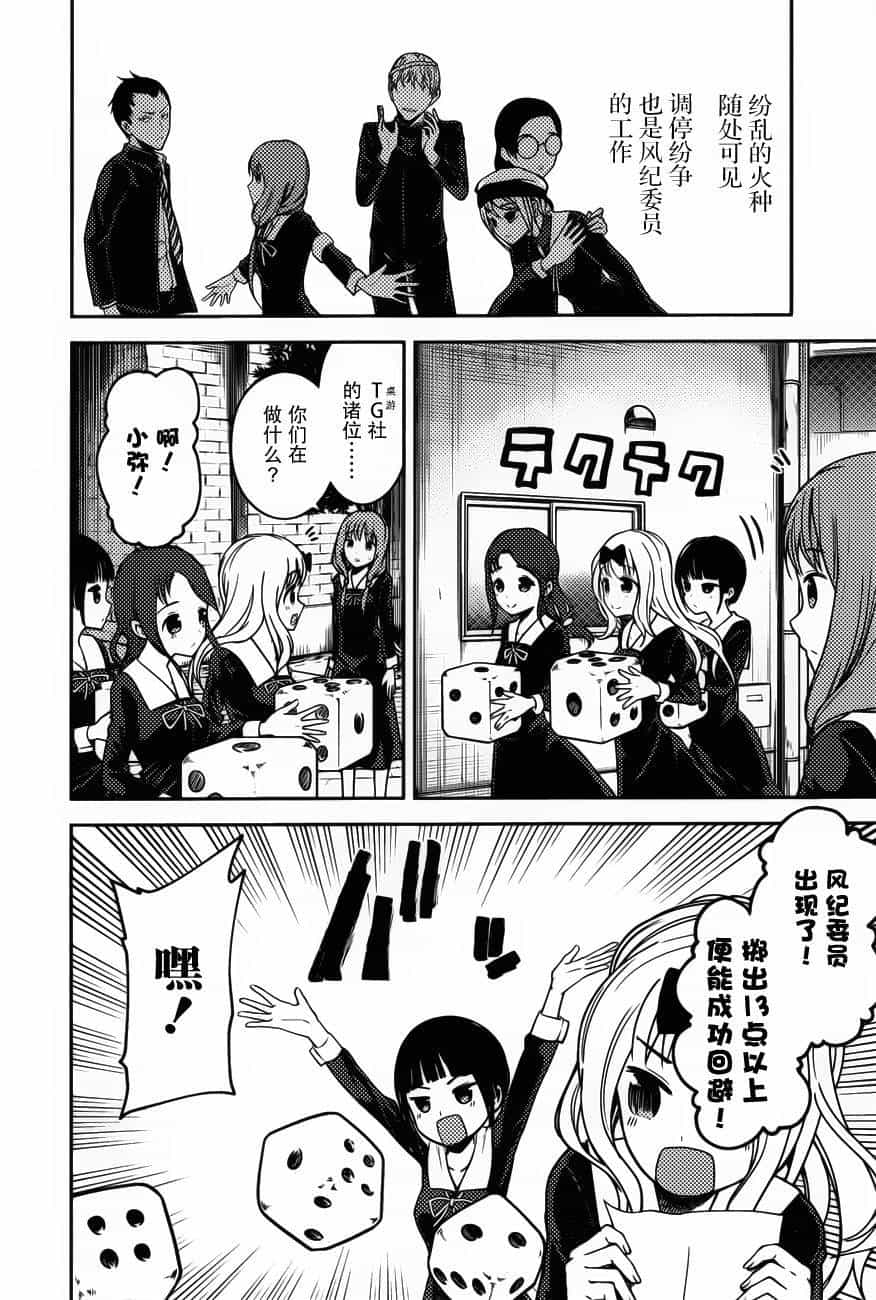 纷乱的火种
随处可见
调停纷争
也是风纪委员
的工作
テクテク
桌游
TG社
的诸位……
你们在
做什么？
啊！
小弥！
风纪委员
出现了！
掷出13点以上
便能成功回避！
嘿！